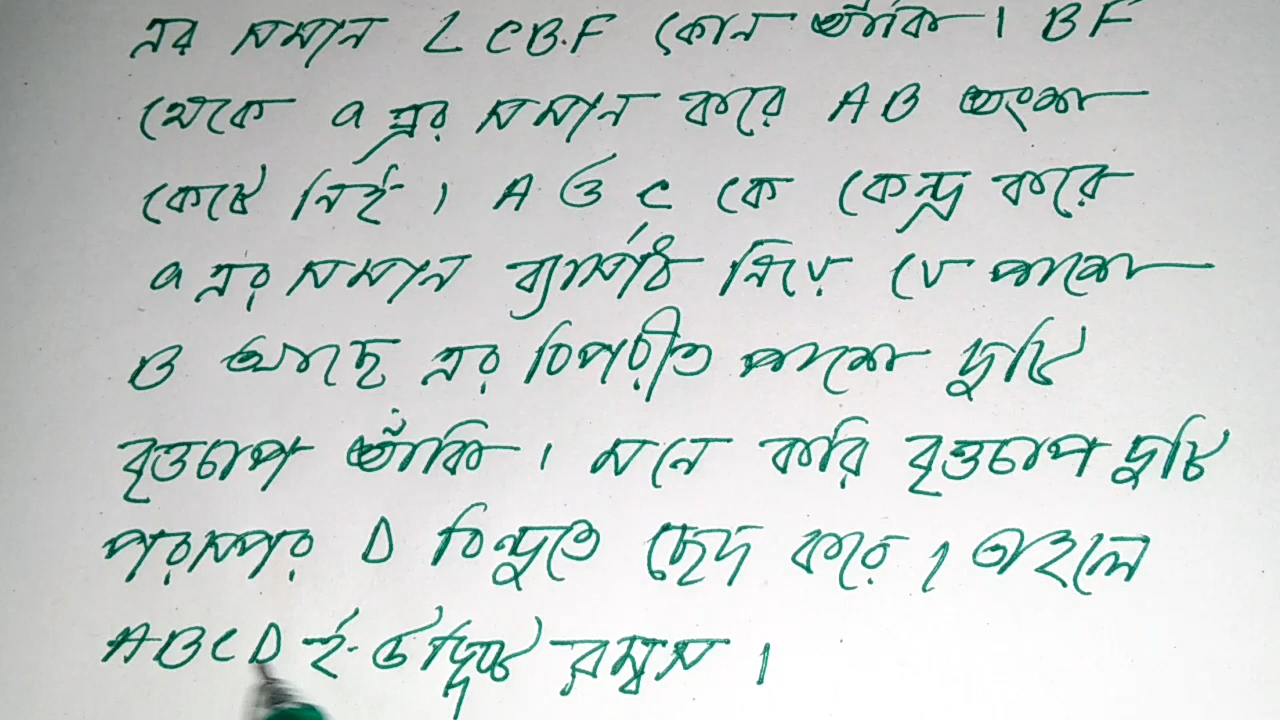 এর সমান ∠CBF কোন আঁকি। BF
থেকে a এর সমান করে AB অংশ
কেটে নিই। A ও C কে কেন্দ্র করে
a এর সমান ব্যাসার্ধ নিয়ে যে পাশে
B আছে এর বিপরীত পাশে দুটি
বৃত্তচাপ আঁকি। মনে করি বৃত্তচাপ দুটি
পরস্পর D বিন্দুতে ছেদ করে। তাহলে
ABCD ই উদ্দিষ্ট রম্বস।